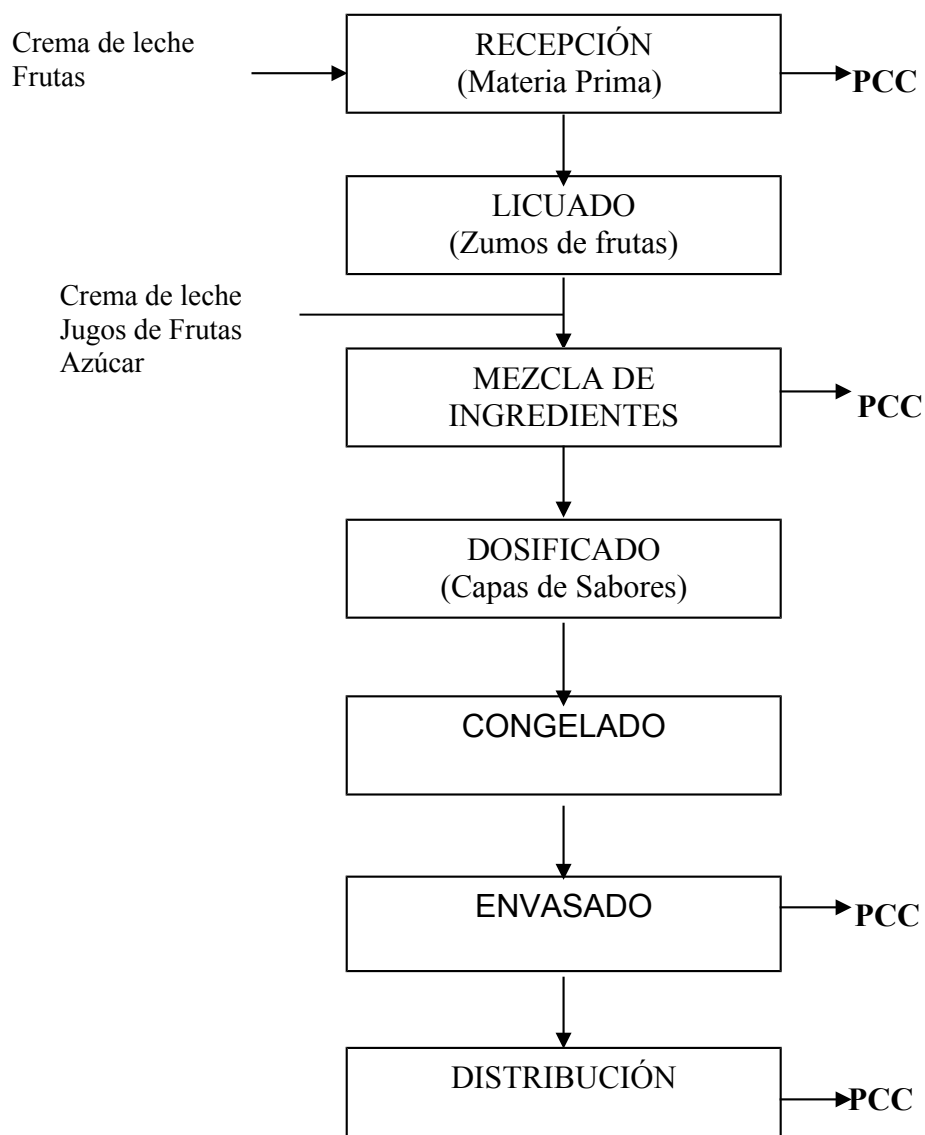 Crema de leche
Frutas
RECEPCIÓN
(Materia Prima)
PCC
LICUADO
(Zumos de frutas)
Crema de leche
Jugos de Frutas
Azúcar
MEZCLA DE
INGREDIENTES
PCC
DOSIFICADO
(Capas de Sabores)
CONGELADO
ENVASADO
PCC
DISTRIBUCIÓN
PCC